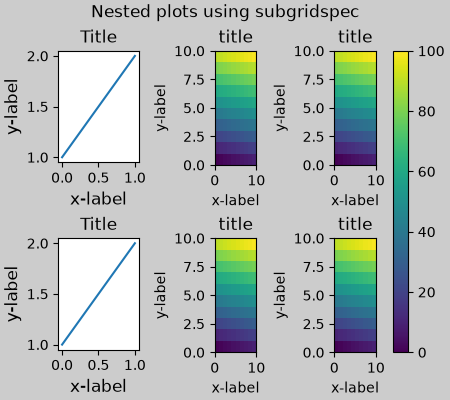 Nested plots using subgridspec
Title title title
2.0 10.0 10.0 100
1.5 7.5 7.5 80
1.0 5.0 5.0 60
2.5 2.5
0.0 0.0
y-label y-label y-label
0.0 0.5 1.0 0 10 0 10
x-label x-label x-label
Title title title
2.0 10.0 10.0 40
1.5 7.5 7.5 20
1.0 5.0 5.0 0
2.5 2.5
0.0 0.0
y-label y-label y-label
0.0 0.5 1.0 0 10 0 10
x-label x-label x-label